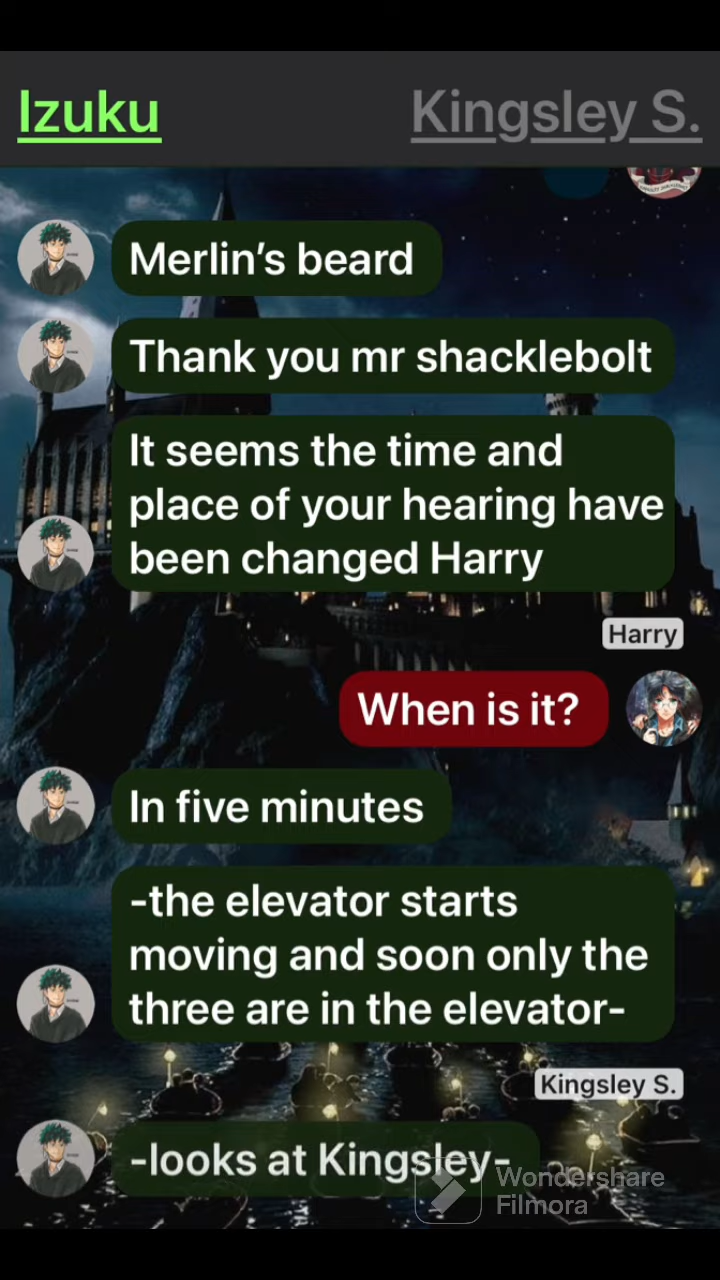 Izuku
Kingsley S.
Merlin's beard
Thank you mr shacklebolt
It seems the time and
place of your hearing have
been changed Harry
Harry
When is it?
In five minutes
-the elevator starts
moving and soon only the
three are in the elevator-
Kingsley S.
-looks at Kingsley-
Wondershare
Filmora